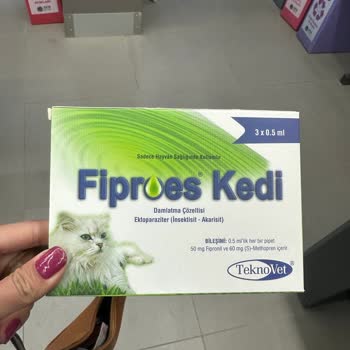 3 x 0.5 ml
Sadece Hayvan Sağlığında Kullanılır
Fiproes® Kedi
Damlatma Çözeltisi
Ektoparaziter (İnsektisit - Akarisit)
BİLEŞİMİ: 0,5 ml'lik her bir pipet
50 mg Fipronil ve 60 mg (S)-Methopren içerir.
TeknoVet